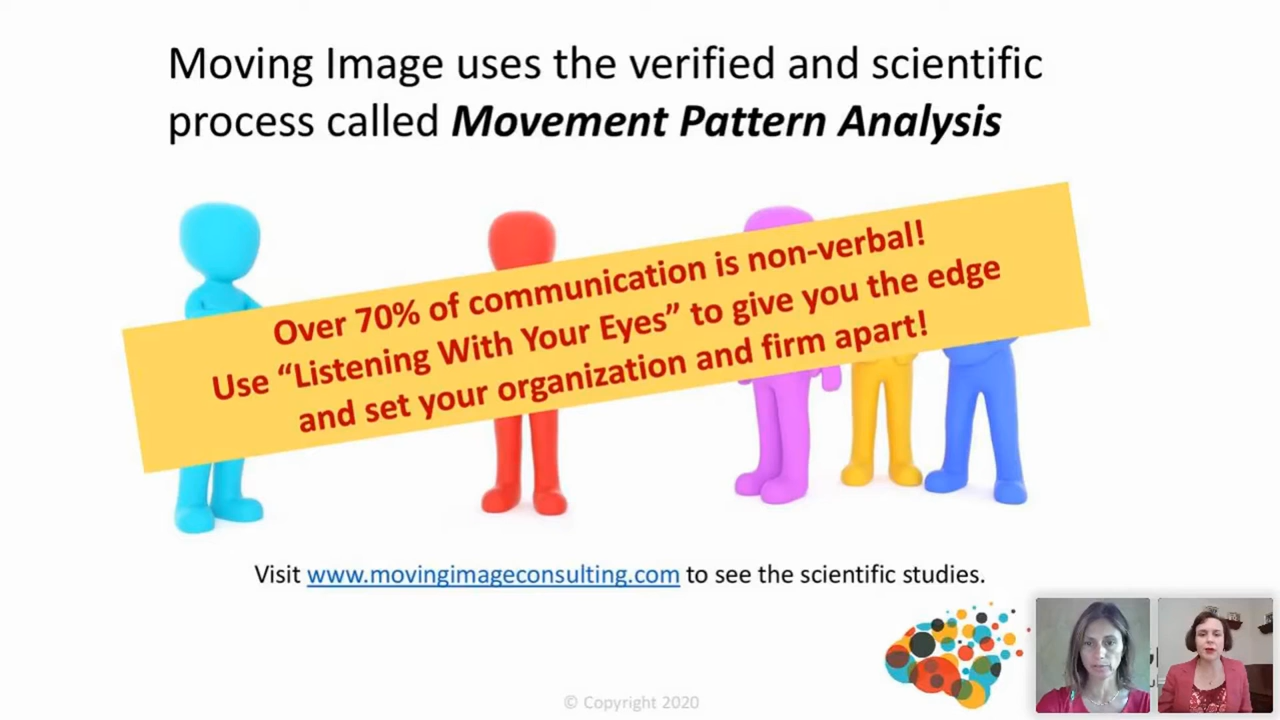 Moving Image uses the verified and scientific
process called Movement Pattern Analysis
Over 70% of communication is non-verbal!
Use “Listening With Your Eyes” to give you the edge
and set your organization and firm apart!
Visit www.movingimageconsulting.com to see the scientific studies.
© Copyright 2020